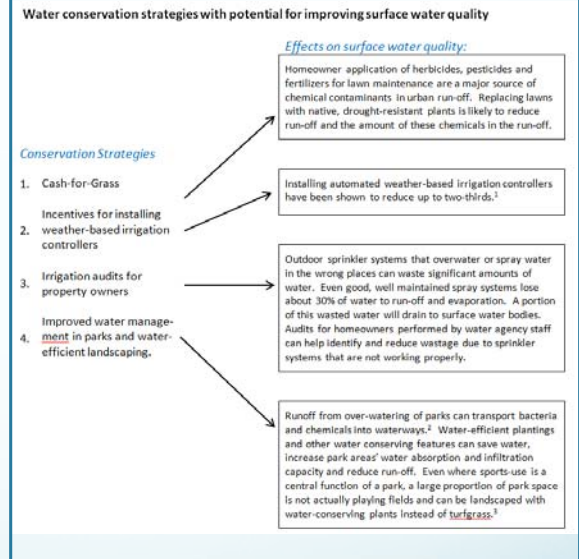 Water conservation strategies with potential for improving surface water quality
Effects on surface water quality:
Homeowner application of herbicides, pesticides and
fertilizers for lawn maintenance are a major source of
chemical contaminants in urban run-off. Replacing lawns
with native, drought-resistant plants is likely to reduce
run-off and the amount of these chemicals in the run-off.
Conservation Strategies
1. Cash-for-Grass
Installing automated weather-based irrigation controllers
have been shown to reduce up to two-thirds.¹
Incentives for installing
2. weather-based irrigation
controllers
Outdoor sprinkler systems that overwater or spray water
in the wrong places can waste significant amounts of
water. Even good, well maintained spray systems lose
about 30% of water to run-off and evaporation. A portion
of this wasted water will drain to surface water bodies.
Audits for homeowners performed by water agency staff
can help identify and reduce wastage due to sprinkler
systems that are not working properly.
3. Irrigation audits for
property owners
Improved water manage-
4. ment in parks and water-
efficient landscaping.
Runoff from over-watering of parks can transport bacteria
and chemicals into waterways.² Water-efficient plantings
and other water conserving features can save water,
increase park areas' water absorption and infiltration
capacity and reduce run-off. Even where sports-use is a
central function of a park, a large proportion of park space
is not actually playing fields and can be landscaped with
water-conserving plants instead of turfgrass.³